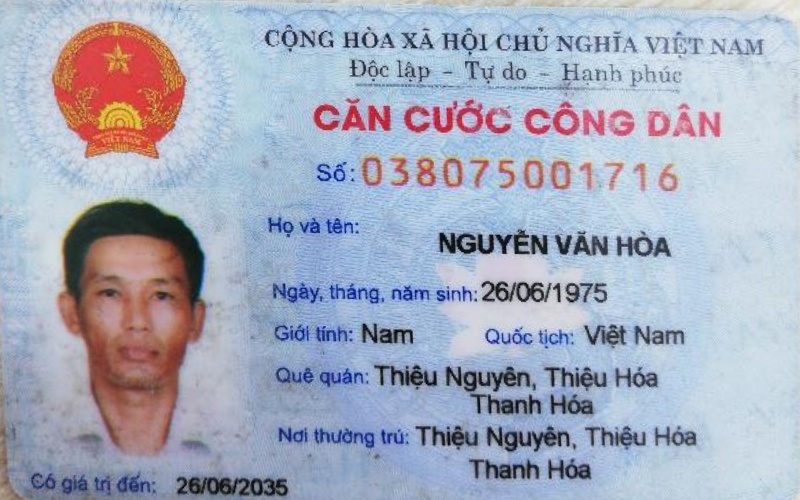 CỘNG HÒA XÃ HỘI CHỦ NGHĨA VIỆT NAM
Độc lập - Tự do - Hạnh phúc
CĂN CƯỚC CÔNG DÂN
Số: 038075001716
Họ và tên:
NGUYỄN VĂN HÒA
Ngày, tháng, năm sinh: 26/06/1975
Giới tính: Nam Quốc tịch: Việt Nam
Quê quán: Thiệu Nguyên, Thiệu Hóa
Thanh Hóa
Nơi thường trú: Thiệu Nguyên, Thiệu Hóa
Thanh Hóa
Có giá trị đến: 26/06/2035